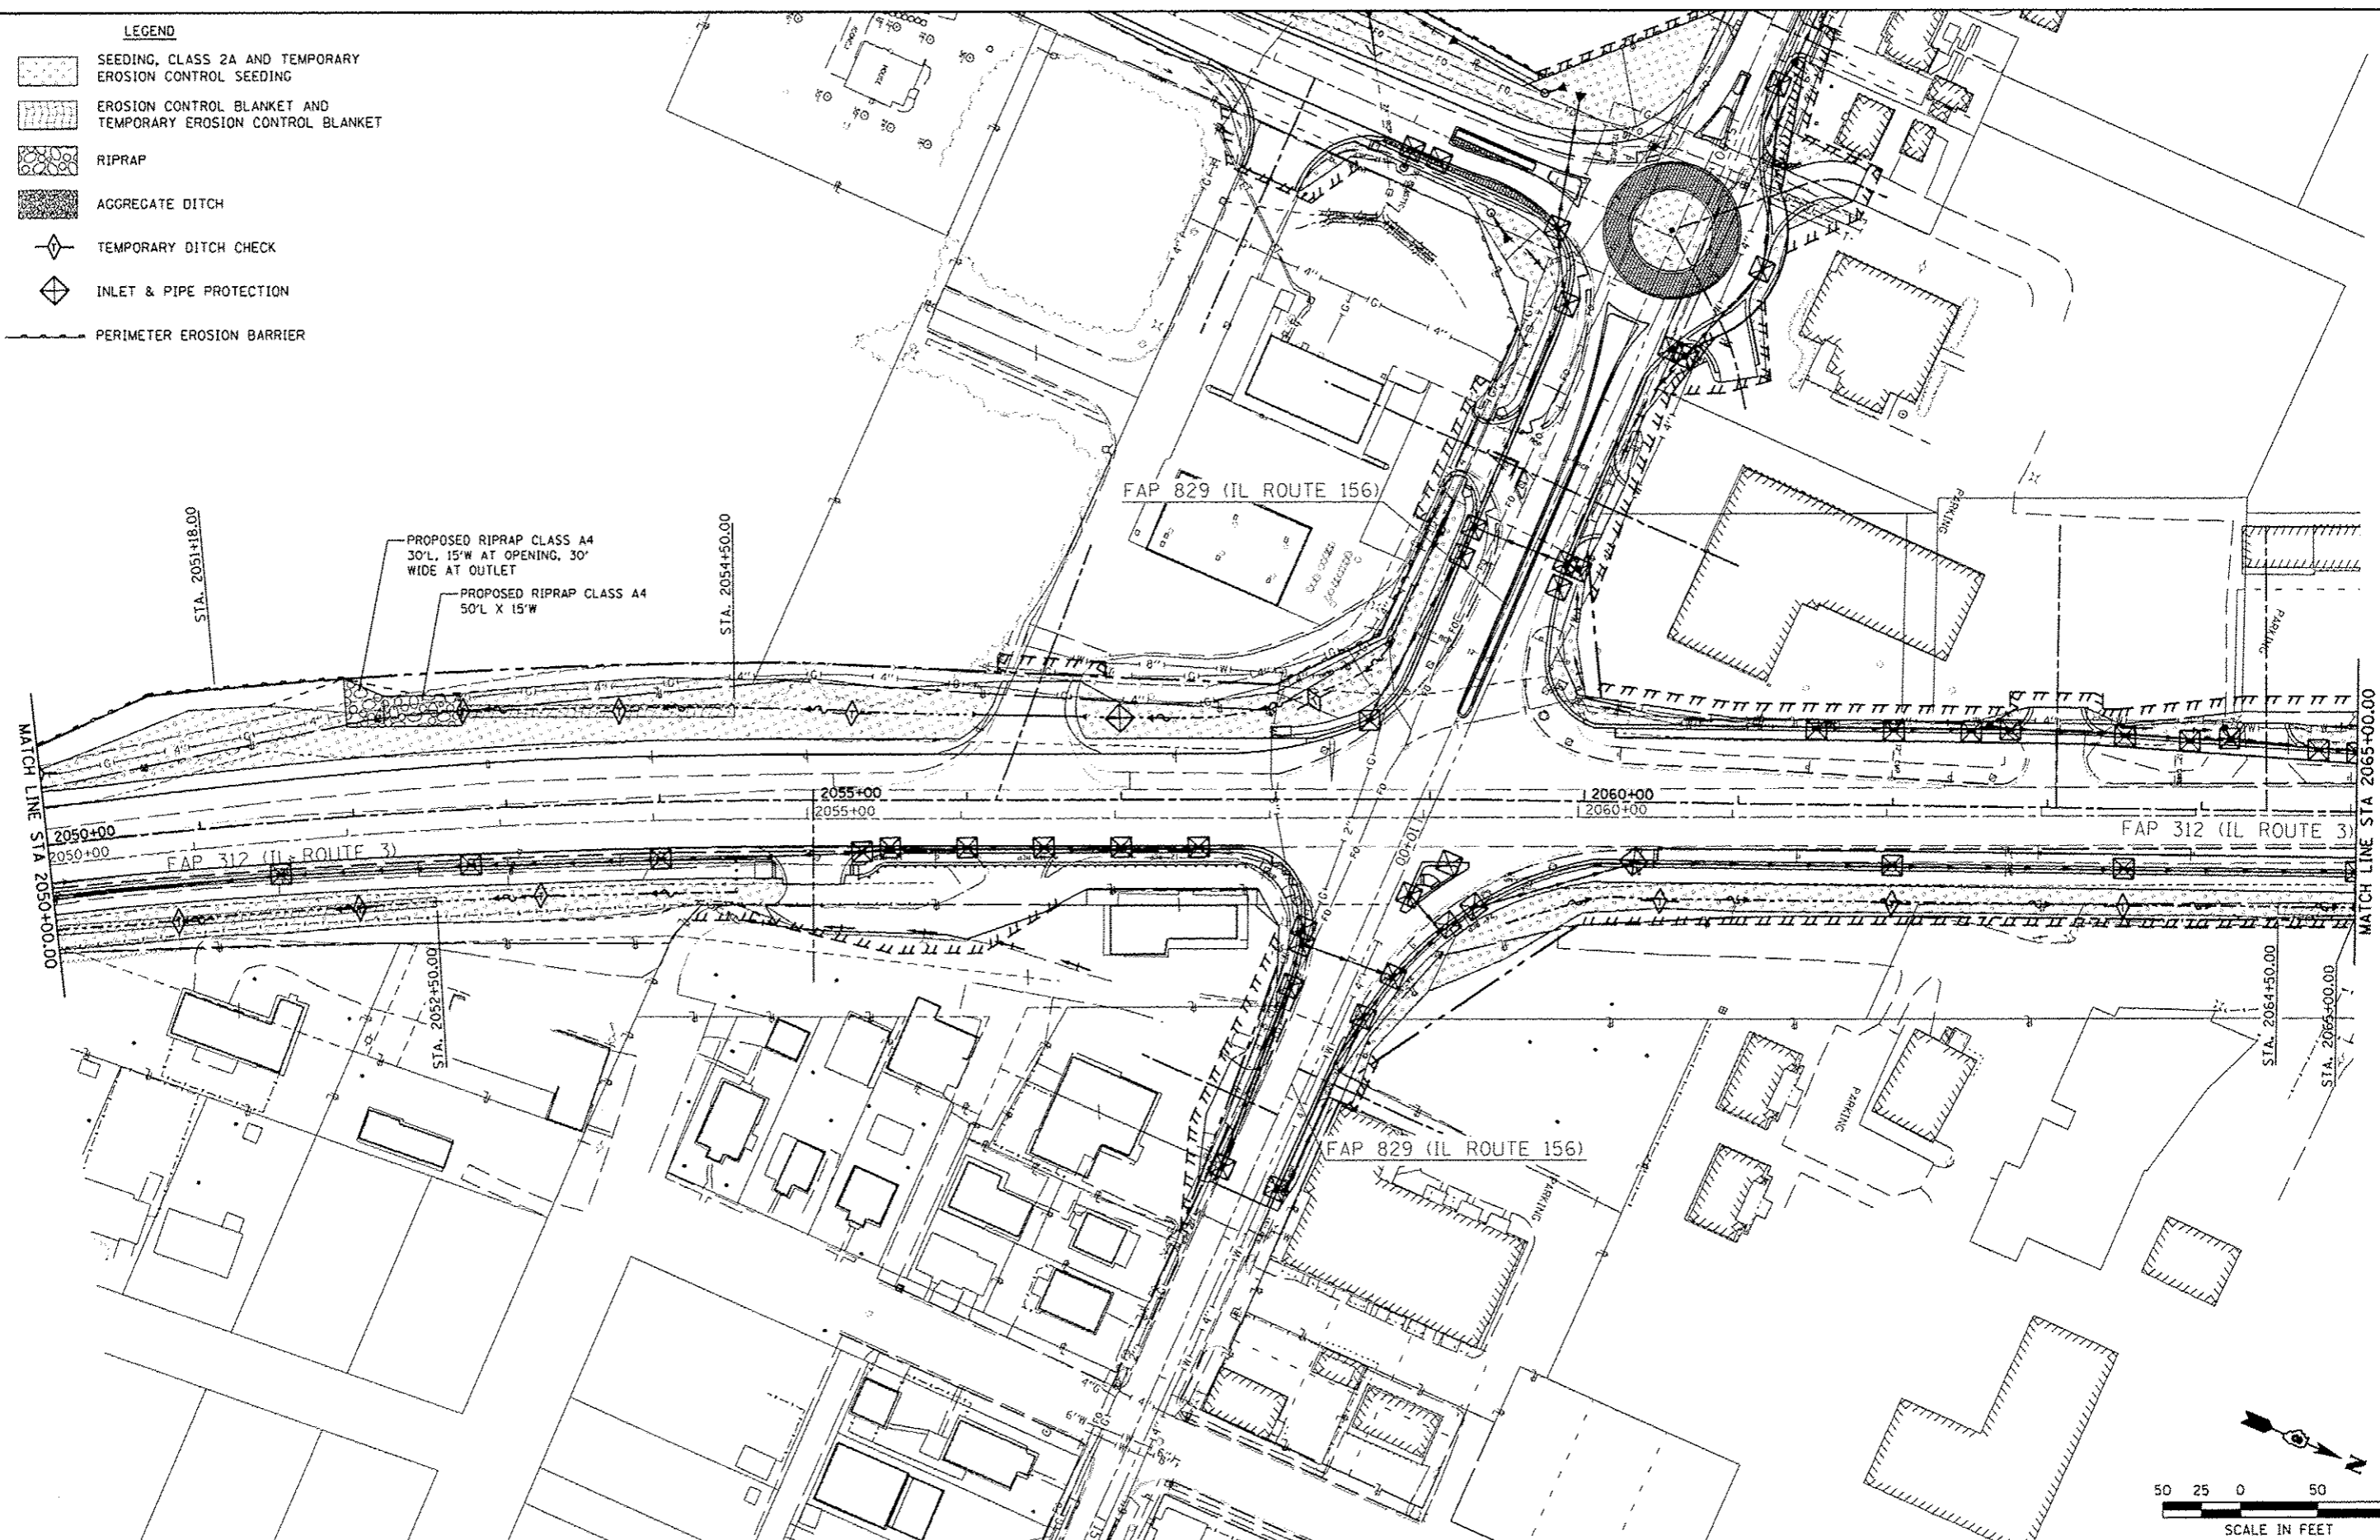 LEGEND
SEEDING, CLASS 2A AND TEMPORARY
EROSION CONTROL SEEDING
EROSION CONTROL BLANKET AND
TEMPORARY EROSION CONTROL BLANKET
RIPRAP
AGGREGATE DITCH
TEMPORARY DITCH CHECK
INLET & PIPE PROTECTION
PERIMETER EROSION BARRIER
HOUSE
FAP 829 (IL ROUTE 156)
PARKING
PARKING
STA. 2051+18.00
PROPOSED RIPRAP CLASS A4
30'L, 15'W AT OPENING, 30'
WIDE AT OUTLET
PROPOSED RIPRAP CLASS A4
50'L X 15'W
STA. 2054+50.00
MATCH LINE STA 2050+00.00
2050+00
2050+00
FAP 312 (IL ROUTE 3)
2055+00
2055+00
2060+00
2060+00
110+00
FAP 312 (IL ROUTE 3)
MATCH LINE STA 2065+00.00
STA. 2052+50.00
STA. 2064+50.00
STA. 2065+00.00
FAP 829 (IL ROUTE 156)
PARKING
PARKING
N
50 25 0 50
SCALE IN FEET